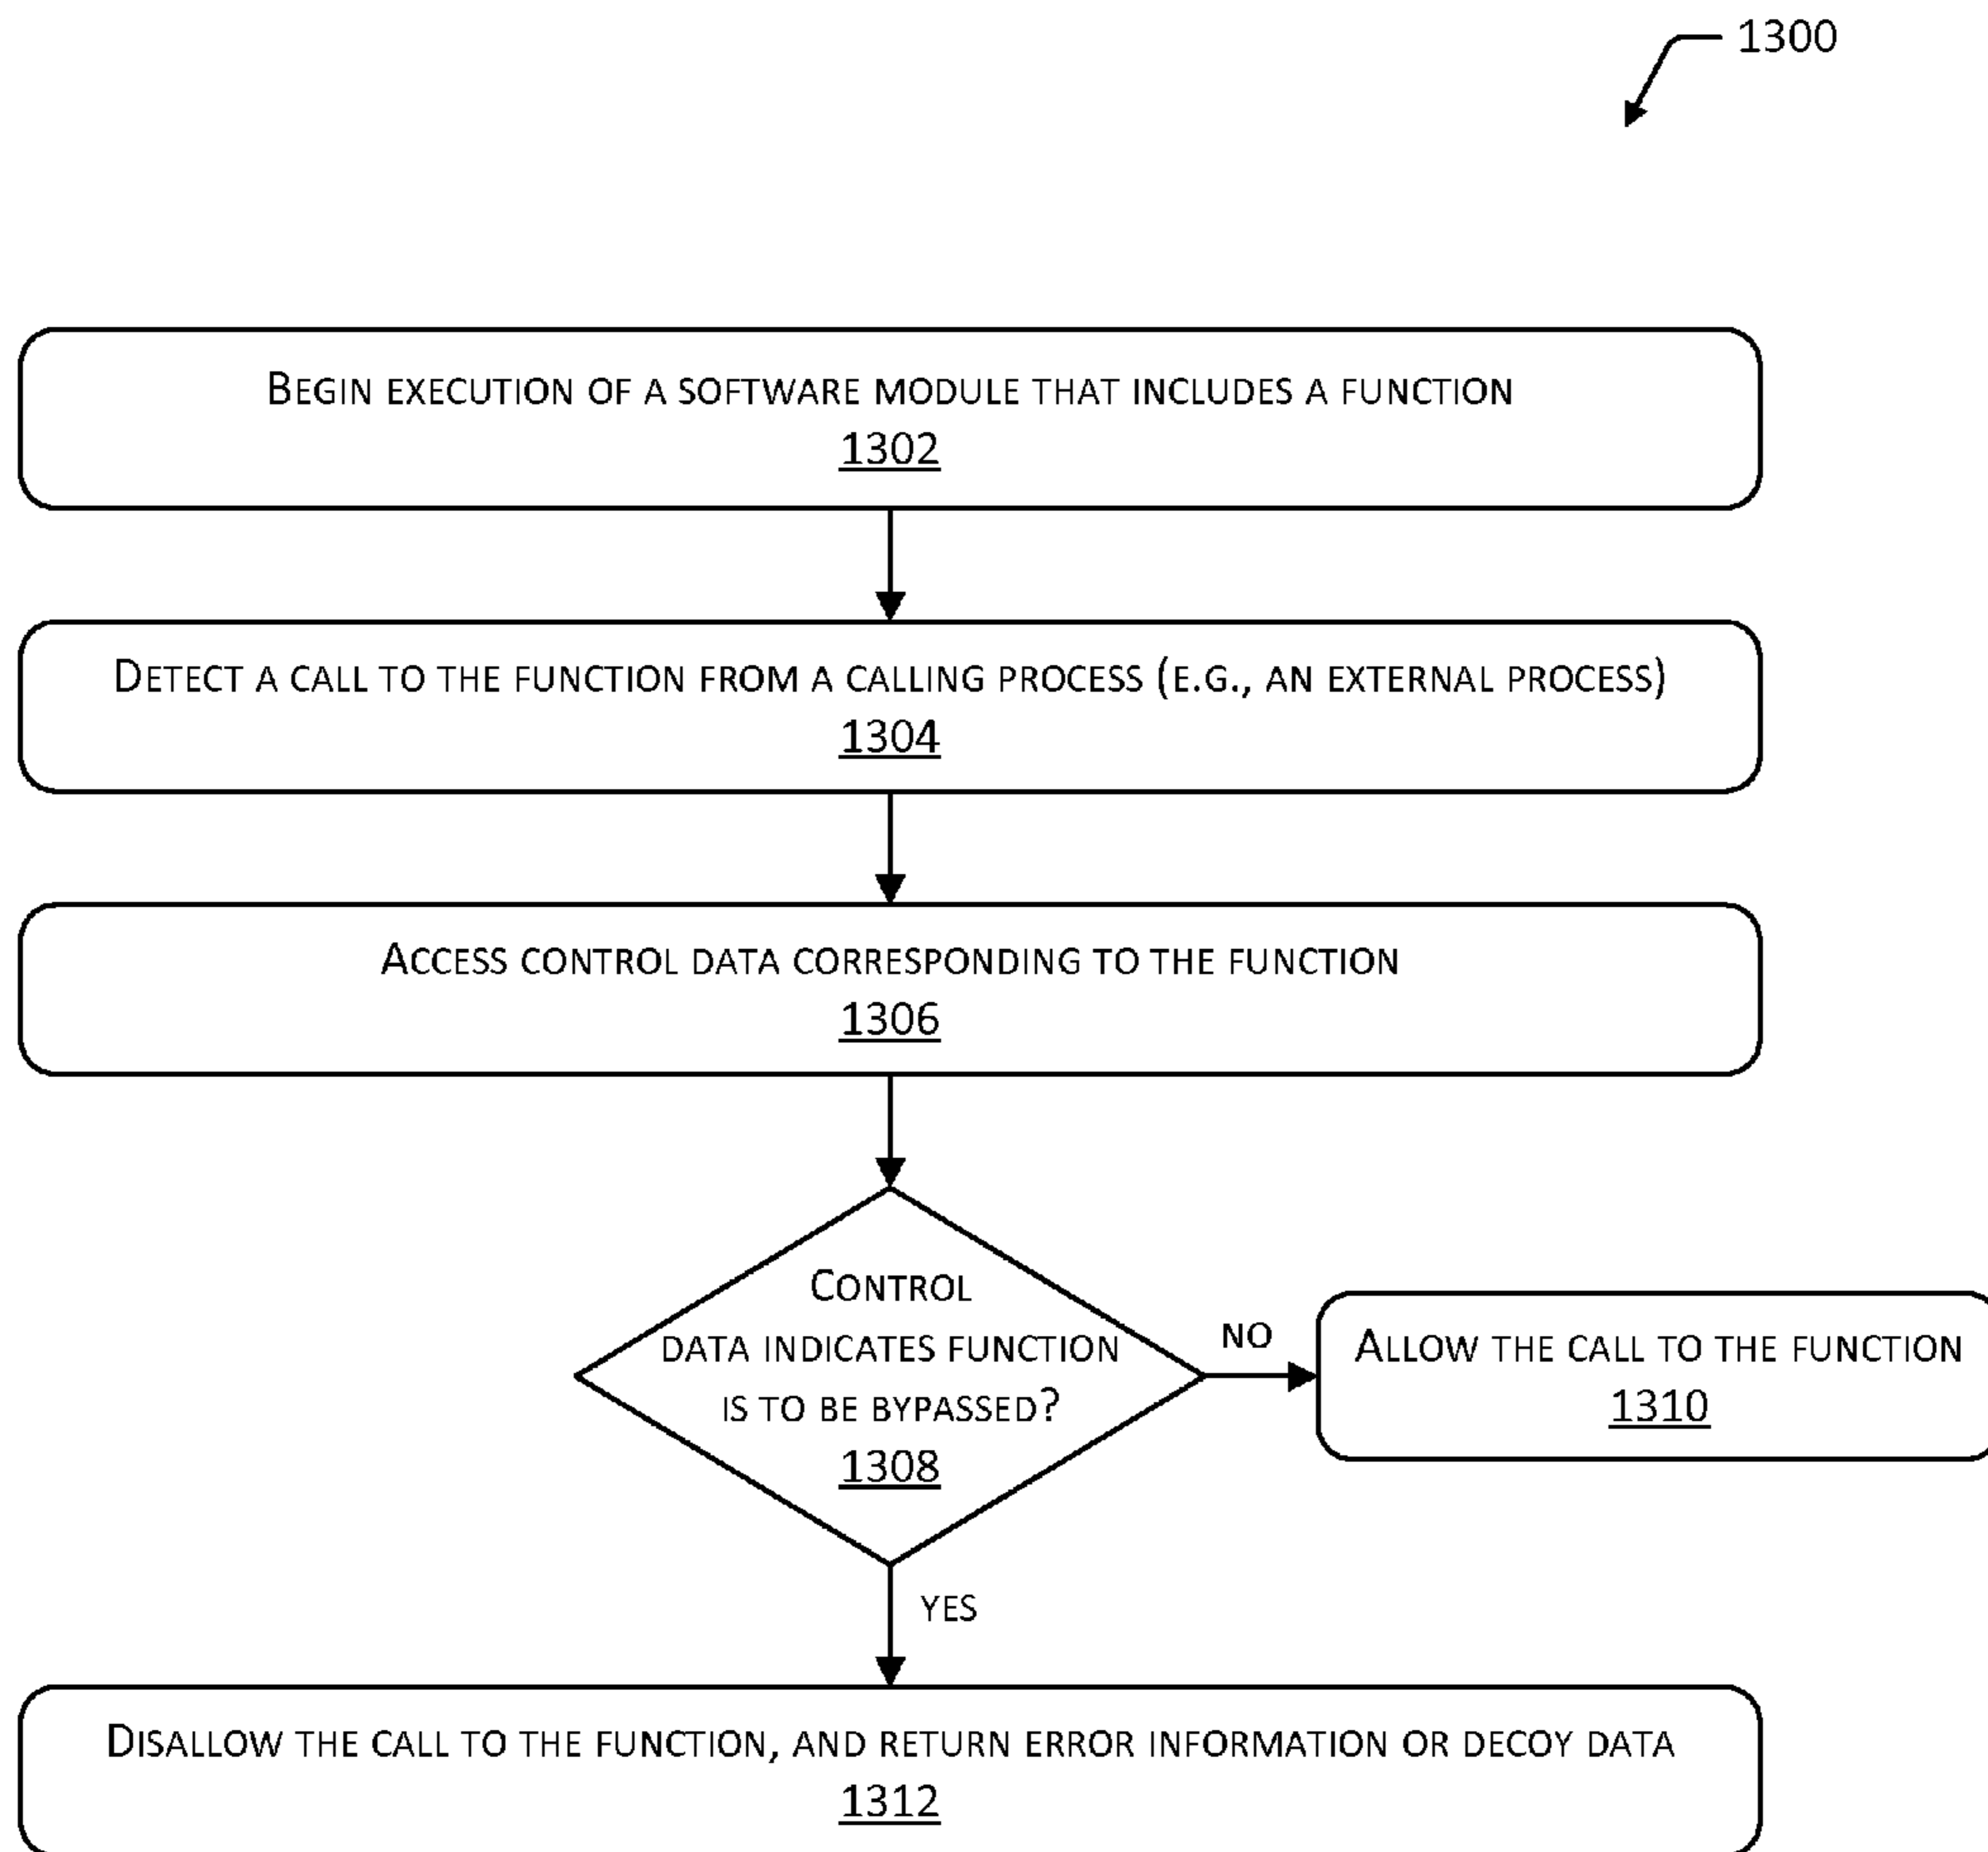 1300
BEGIN EXECUTION OF A SOFTWARE MODULE THAT INCLUDES A FUNCTION
1302
DETECT A CALL TO THE FUNCTION FROM A CALLING PROCESS (E.G., AN EXTERNAL PROCESS)
1304
ACCESS CONTROL DATA CORRESPONDING TO THE FUNCTION
1306
CONTROL
DATA INDICATES FUNCTION
IS TO BE BYPASSED?
1308
NO
ALLOW THE CALL TO THE FUNCTION
1310
YES
DISALLOW THE CALL TO THE FUNCTION, AND RETURN ERROR INFORMATION OR DECOY DATA
1312